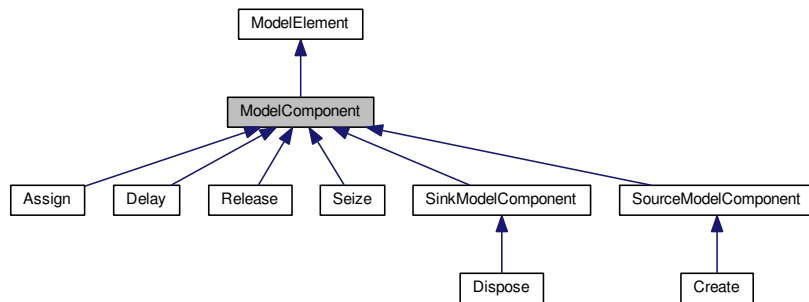 ModelElement
ModelComponent
Assign
Delay
Release
Seize
SinkModelComponent
SourceModelComponent
Dispose
Create